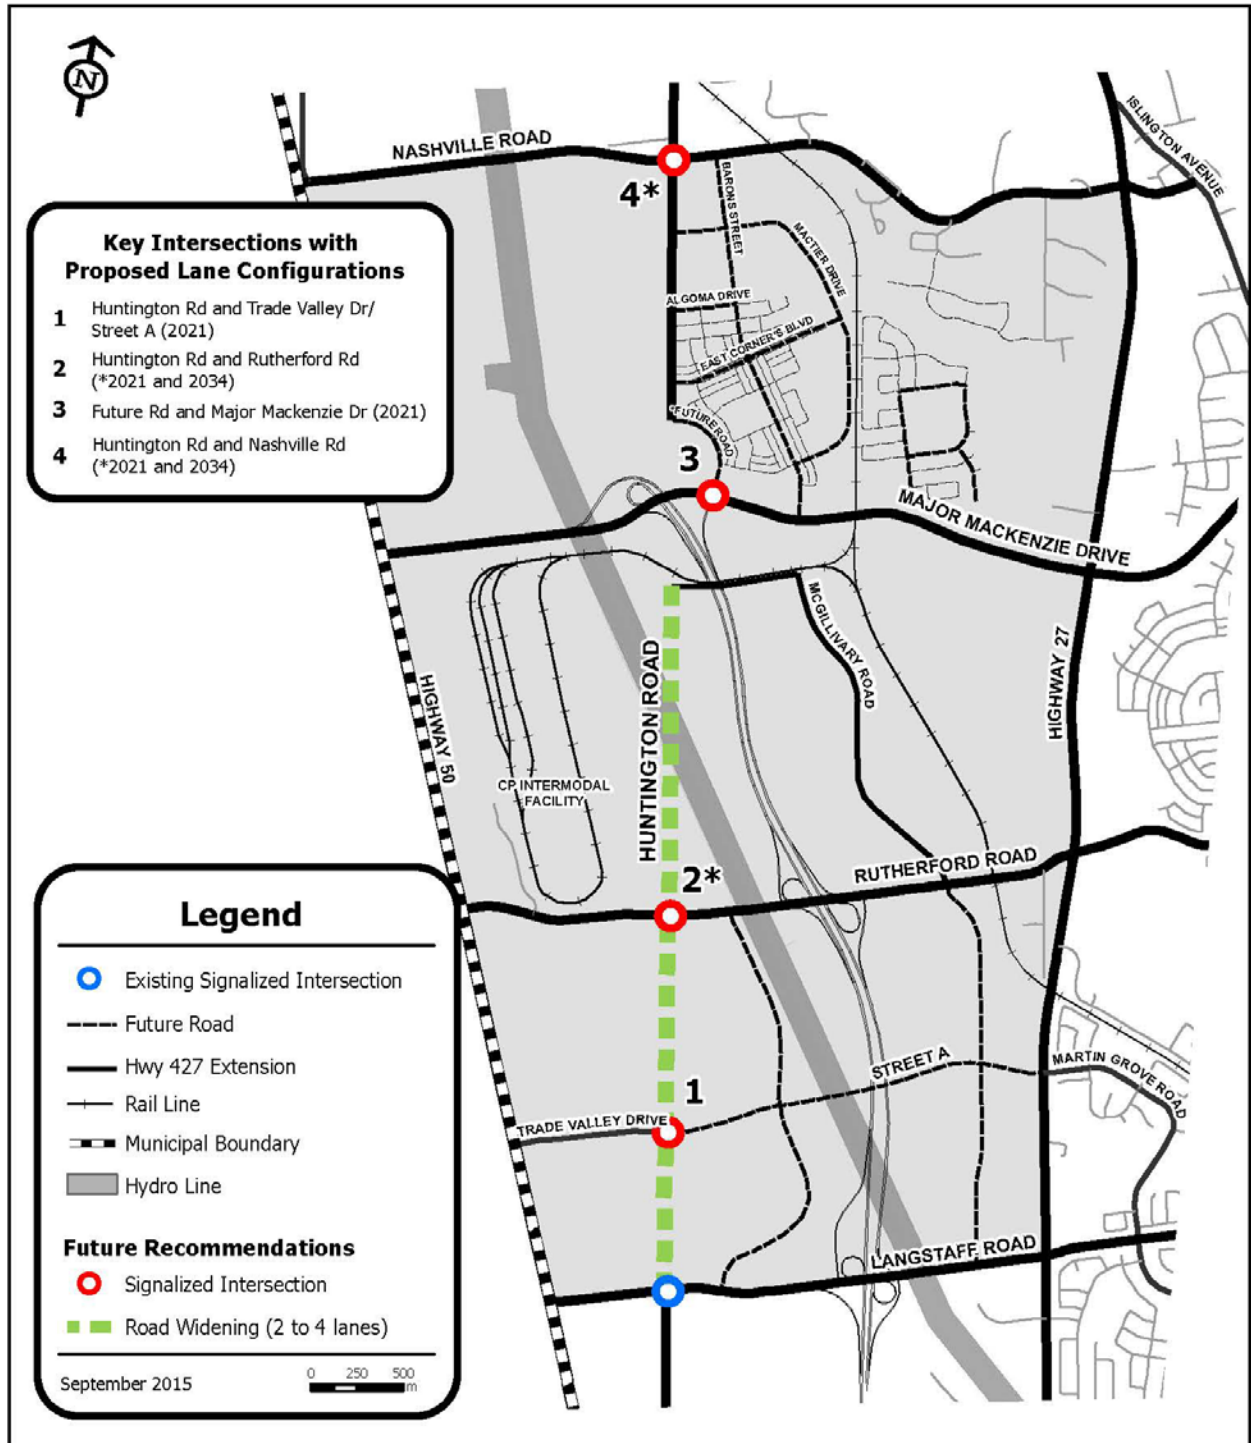 N
NASHVILLE ROAD
ISLINGTON AVENUE
4*
BARONS STREET
MACTIER DRIVE
Key Intersections with
Proposed Lane Configurations
1 Huntington Rd and Trade Valley Dr/
Street A (2021)
2 Huntington Rd and Rutherford Rd
(*2021 and 2034)
3 Future Rd and Major Mackenzie Dr (2021)
4 Huntington Rd and Nashville Rd
(*2021 and 2034)
ALGOMA DRIVE
EAST CORNER'S BLVD
"FUTURE ROAD
3
MAJOR MACKENZIE DRIVE
MCGILLIVARY ROAD
HUNTINGTON ROAD
HIGHWAY 27
HIGHWAY 50
CP INTERMODAL
FACILITY
2*
RUTHERFORD ROAD
1
STREET A
MARTIN GROVE ROAD
TRADE VALLEY DRIVE
LANGSTAFF ROAD
Legend
Existing Signalized Intersection
Future Road
Hwy 427 Extension
Rail Line
Municipal Boundary
Hydro Line
Future Recommendations
Signalized Intersection
Road Widening (2 to 4 lanes)
September 2015
0 250 500
m